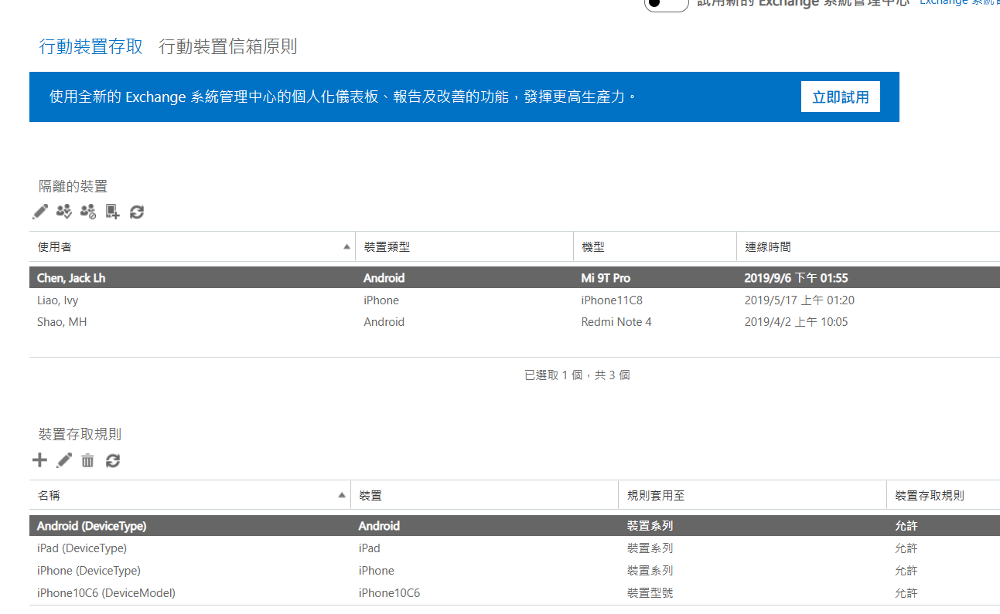 試用新的 Exchange 系統管理中心 Exchange 系統管
行動裝置存取 行動裝置信箱原則
使用全新的 Exchange 系統管理中心的個人化儀表板、報告及改善的功能，發揮更高生產力。 立即試用
隔離的裝置
使用者 裝置類型 機型 連線時間
Chen, Jack Lh Android Mi 9T Pro 2019/9/6 下午 01:55
Liao, Ivy iPhone iPhone11C8 2019/5/17 上午 01:20
Shao, MH Android Redmi Note 4 2019/4/2 上午 10:05
已選取 1 個，共 3 個
裝置存取規則
名稱 裝置 規則套用至 裝置存取規則
Android (DeviceType) Android 裝置系列 允許
iPad (DeviceType) iPad 裝置系列 允許
iPhone (DeviceType) iPhone 裝置系列 允許
iPhone10C6 (DeviceModel) iPhone10C6 裝置型號 允許